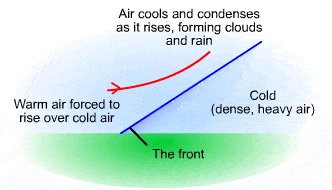 Air cools and condenses
as it rises, forming clouds
and rain
Cold
(dense, heavy air)
Warm air forced to
rise over cold air
The front